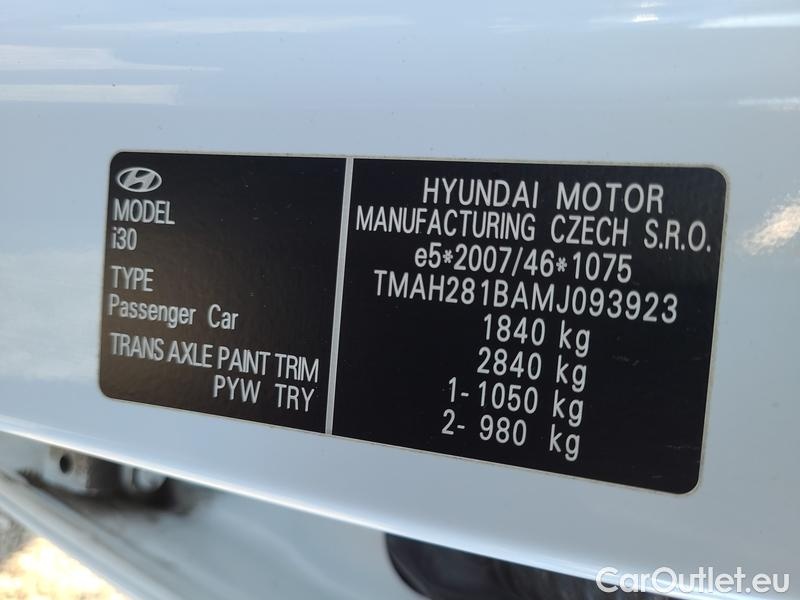 MODEL
i30
TYPE
Passenger Car
TRANS AXLE PAINT TRIM
PYW TRY
HYUNDAI MOTOR
MANUFACTURING CZECH S.R.O.
e5*2007/46*1075
TMAH281BAMJ093923
1840 kg
2840 kg
1- 1050 kg
2- 980 kg
CarOutlet.eu